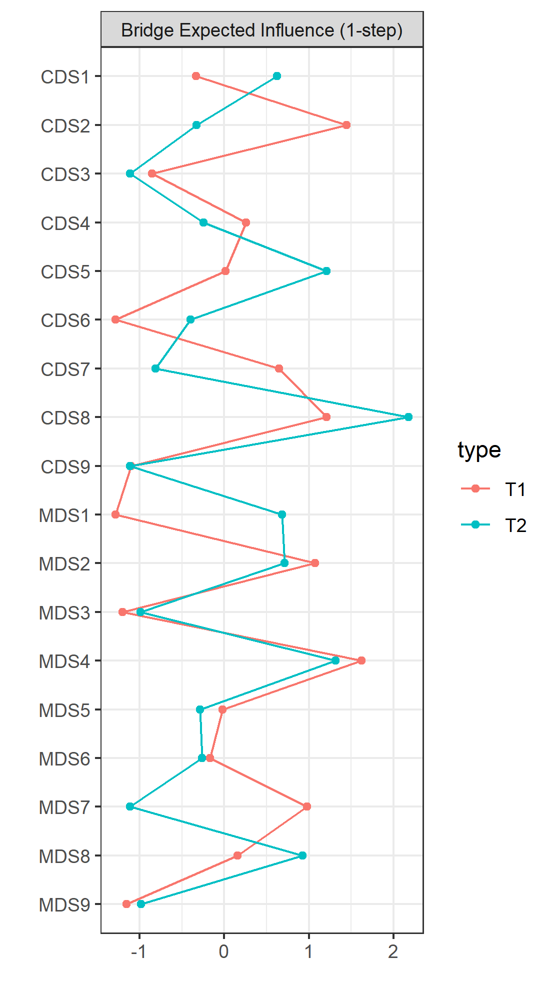 Bridge Expected Influence (1-step)
CDS1
CDS2
CDS3
CDS4
CDS5
CDS6
CDS7
CDS8
CDS9
MDS1
MDS2
MDS3
MDS4
MDS5
MDS6
MDS7
MDS8
MDS9
-1 0 1 2
type
T1
T2